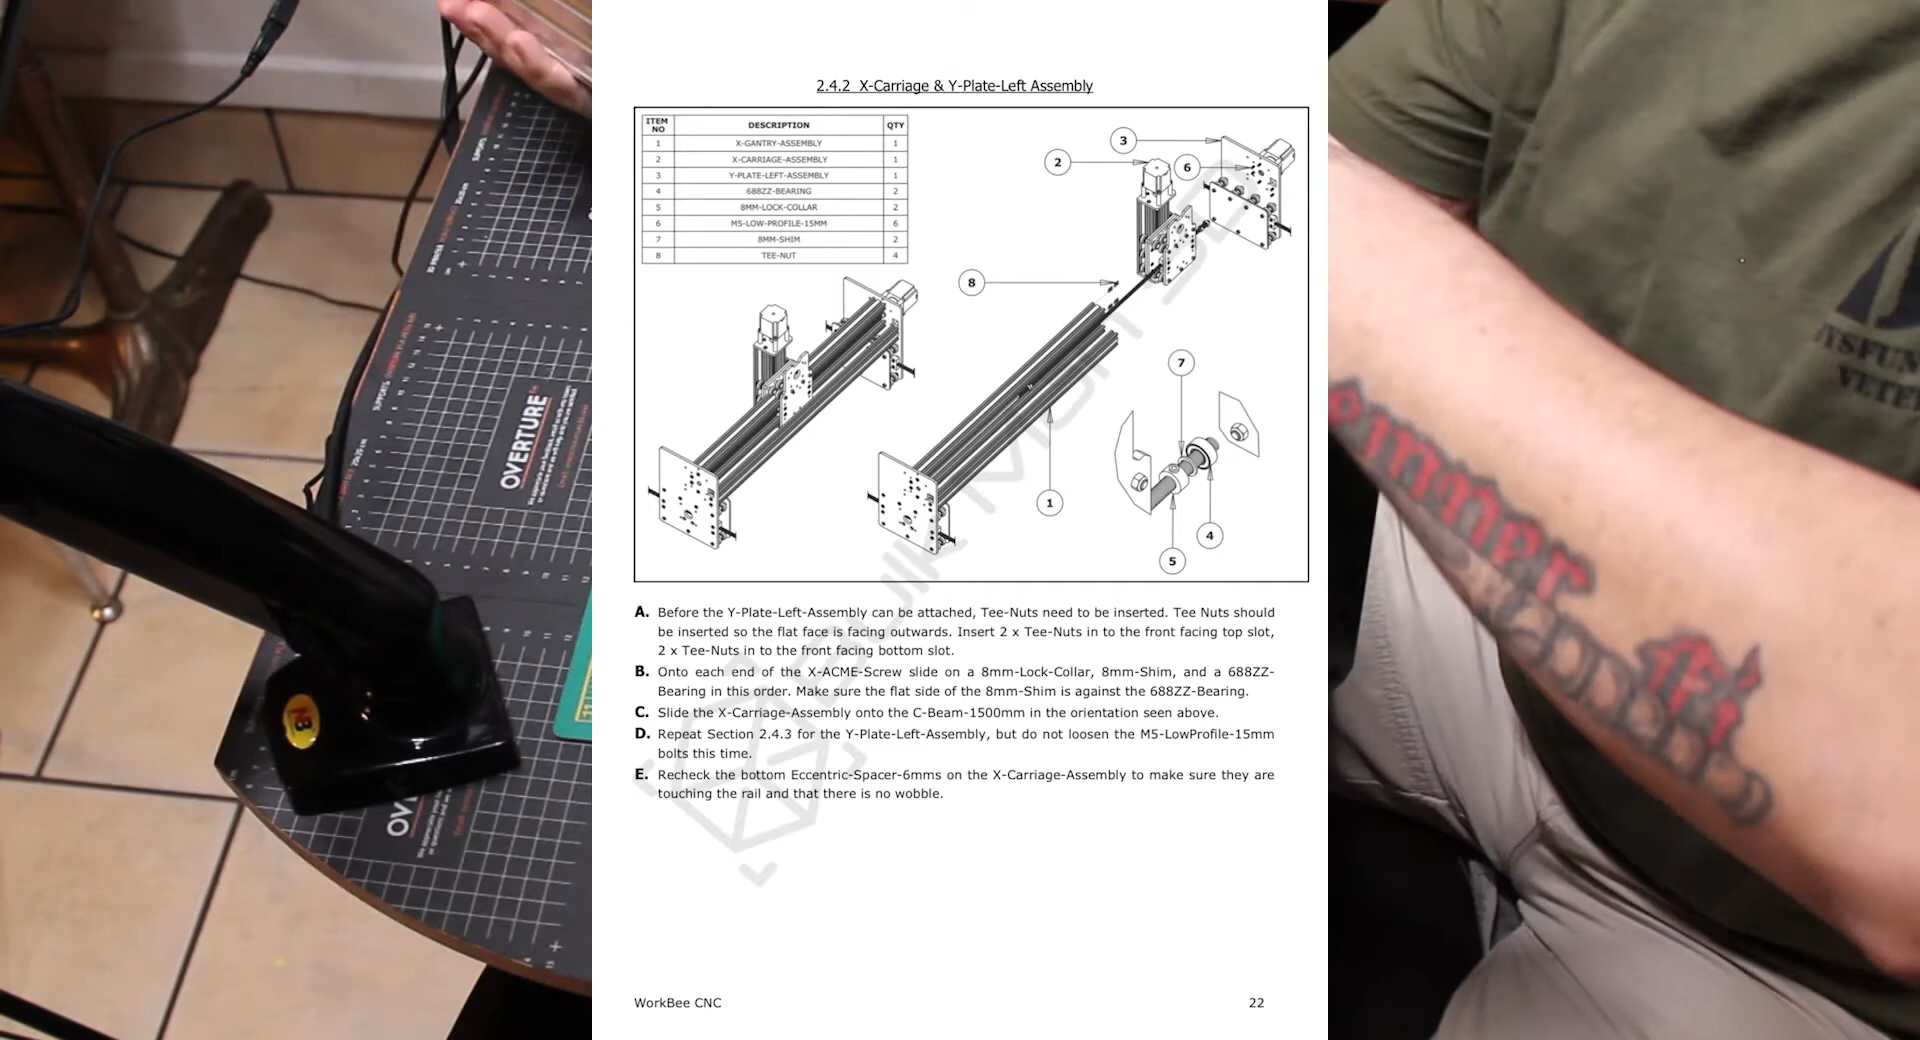 2.4.2 X-Carriage & Y-Plate-Left Assembly
ITEM NO DESCRIPTION QTY
1 X-GANTRY-ASSEMBLY 1
2 X-CARRIAGE-ASSEMBLY 1
3 Y-PLATE-LEFT-ASSEMBLY 1
4 688ZZ-BEARING 2
5 8MM-LOCK-COLLAR 2
6 M5-LOW-PROFILE-15MM 6
7 8MM-SHIM 2
8 TEE-NUT 4
3
2
6
8
7
1
4
5
A. Before the Y-Plate-Left-Assembly can be attached, Tee-Nuts need to be inserted. Tee Nuts should
be inserted so the flat face is facing outwards. Insert 2 x Tee-Nuts in to the front facing top slot,
2 x Tee-Nuts in to the front facing bottom slot.
B. Onto each end of the X-ACME-Screw slide on a 8mm-Lock-Collar, 8mm-Shim, and a 688ZZ-
Bearing in this order. Make sure the flat side of the 8mm-Shim is against the 688ZZ-Bearing.
C. Slide the X-Carriage-Assembly onto the C-Beam-1500mm in the orientation seen above.
D. Repeat Section 2.4.3 for the Y-Plate-Left-Assembly, but do not loosen the M5-LowProfile-15mm
bolts this time.
E. Recheck the bottom Eccentric-Spacer-6mms on the X-Carriage-Assembly to make sure they are
touching the rail and that there is no wobble.
WorkBee CNC 22
OVERTURE
OV